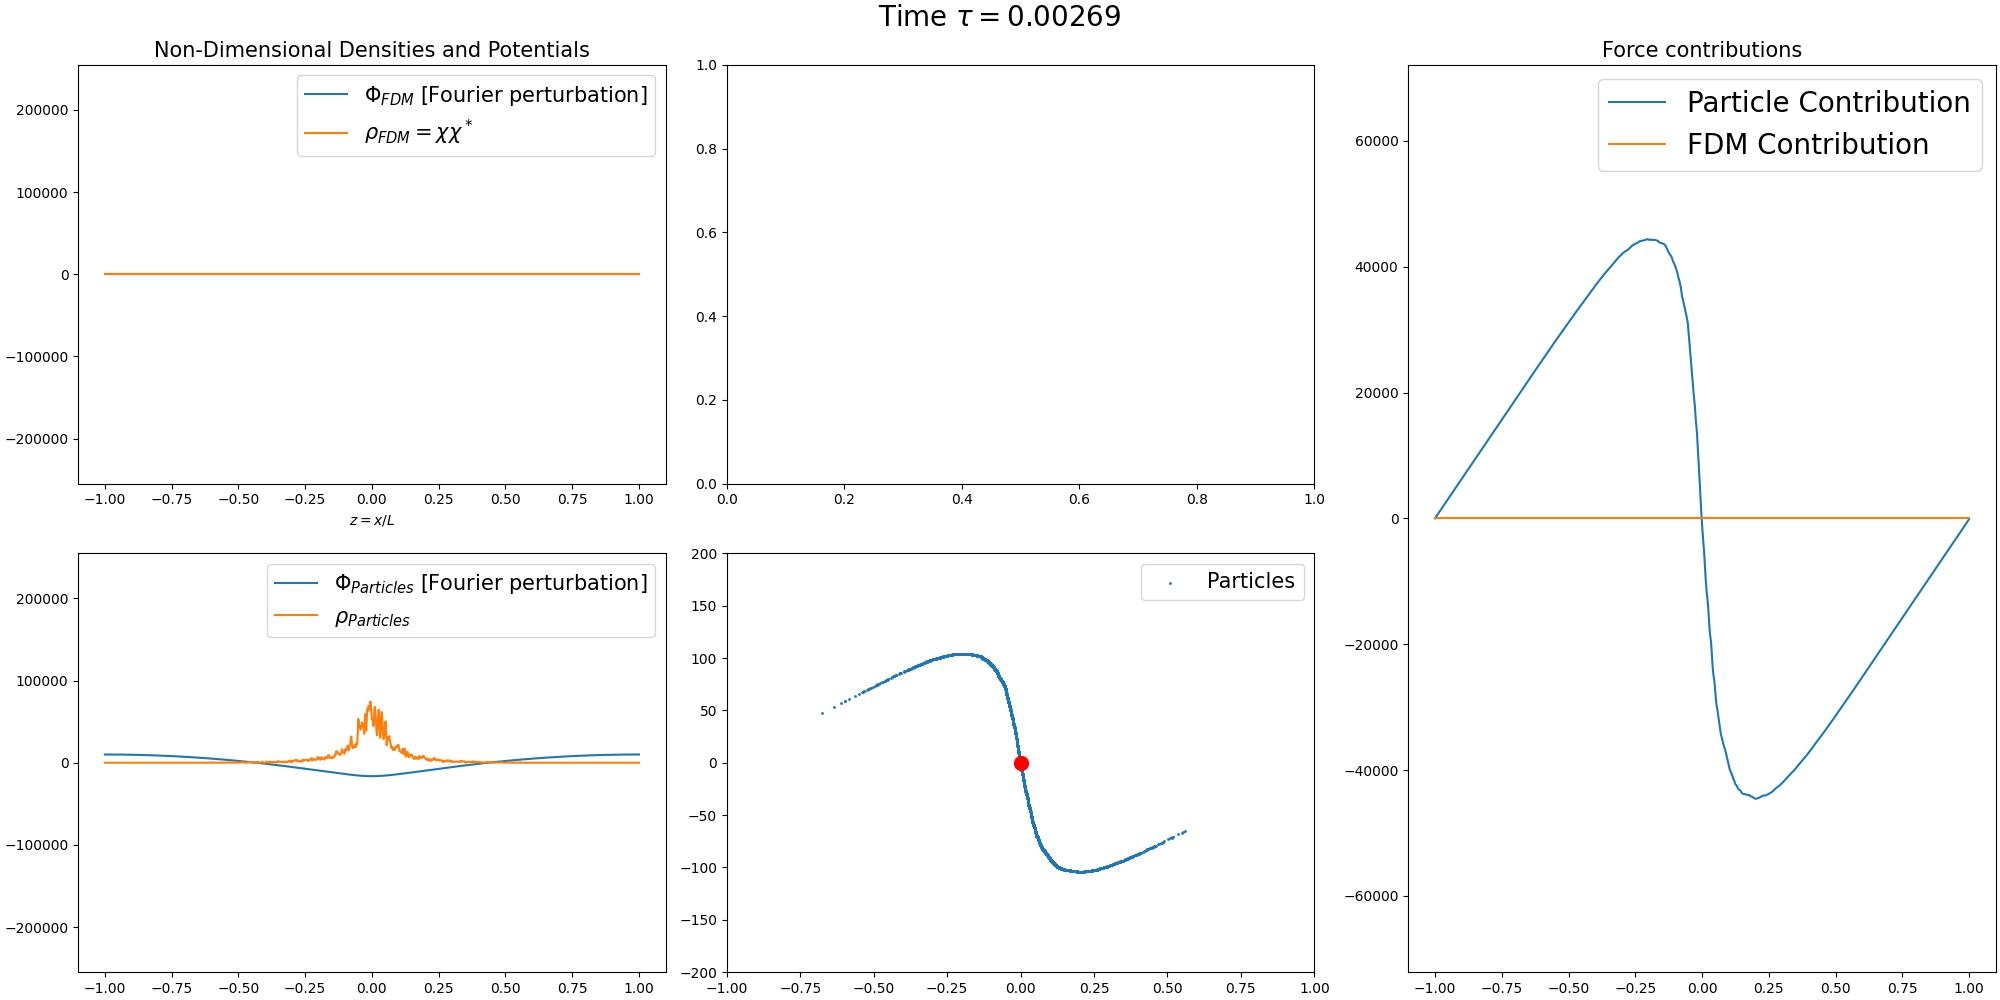 Time τ = 0.00269
Non-Dimensional Densities and Potentials
Φ_FDM [Fourier perturbation]
ρ_FDM = χχ*
200000
100000
0
−100000
−200000
−1.00 −0.75 −0.50 −0.25 0.00 0.25 0.50 0.75 1.00
z = x/L
1.0
0.8
0.6
0.4
0.2
0.0
0.0 0.2 0.4 0.6 0.8 1.0
Φ_Particles [Fourier perturbation]
ρ_Particles
200000
100000
0
−100000
−200000
−1.00 −0.75 −0.50 −0.25 0.00 0.25 0.50 0.75 1.00
Particles
200
150
100
50
0
−50
−100
−150
−200
−1.00 −0.75 −0.50 −0.25 0.00 0.25 0.50 0.75 1.00
Force contributions
Particle Contribution
FDM Contribution
60000
40000
20000
0
−20000
−40000
−60000
−1.00 −0.75 −0.50 −0.25 0.00 0.25 0.50 0.75 1.00